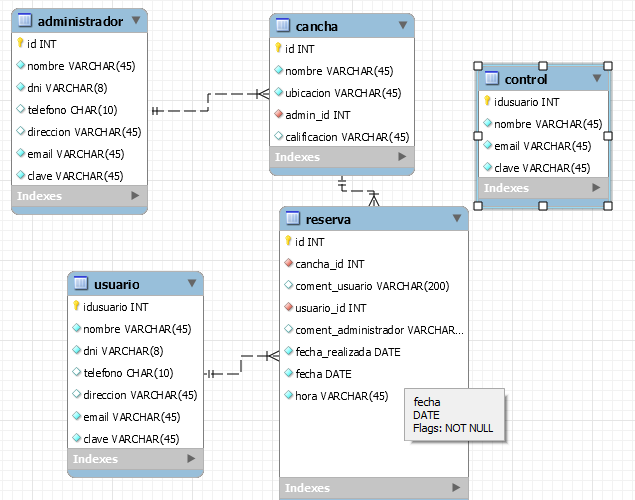 administrador
id INT
nombre VARCHAR(45)
dni VARCHAR(8)
telefono CHAR(10)
direccion VARCHAR(45)
email VARCHAR(45)
clave VARCHAR(45)
Indexes
cancha
id INT
nombre VARCHAR(45)
ubicacion VARCHAR(45)
admin_id INT
calificacion VARCHAR(45)
Indexes
control
idusuario INT
nombre VARCHAR(45)
email VARCHAR(45)
clave VARCHAR(45)
Indexes
usuario
idusuario INT
nombre VARCHAR(45)
dni VARCHAR(8)
telefono CHAR(10)
direccion VARCHAR(45)
email VARCHAR(45)
clave VARCHAR(45)
Indexes
reserva
id INT
cancha_id INT
coment_usuario VARCHAR(200)
usuario_id INT
coment_administrador VARCHAR...
fecha_realizada DATE
fecha DATE
hora VARCHAR(45)
Indexes
fecha
DATE
Flags: NOT NULL